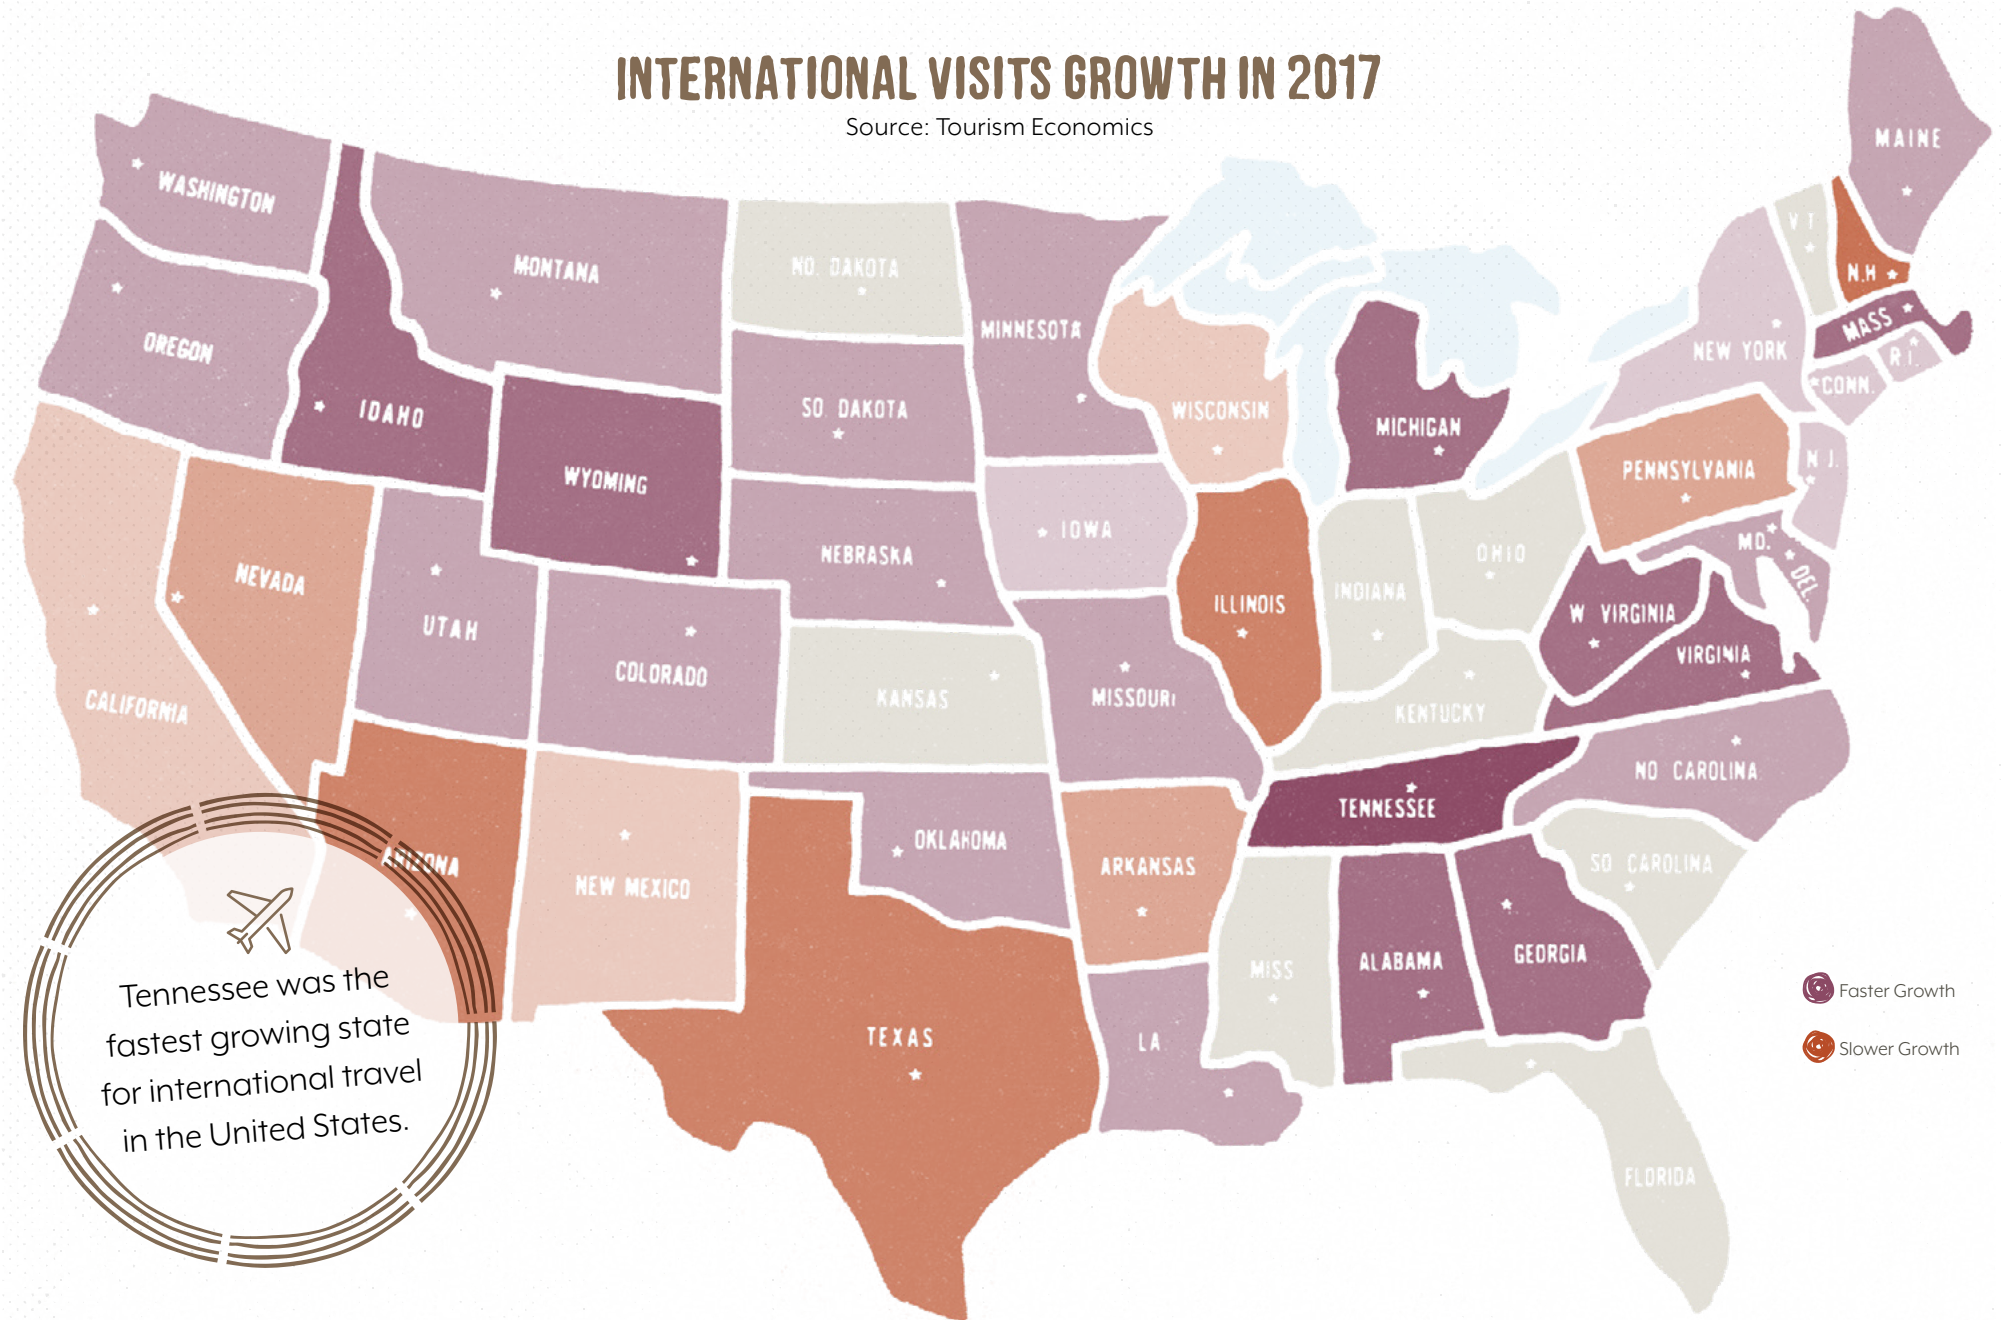 INTERNATIONAL VISITS GROWTH IN 2017
Source: Tourism Economics
MAINE
WASHINGTON
V T
MONTANA
NO. DAKOTA
N.H
MINNESOTA
MASS
OREGON
NEW YORK
R.I.
CONN.
IDAHO
SO. DAKOTA
WISCONSIN
MICHIGAN
N J.
PENNSYLVANIA
WYOMING
IOWA
MD.
NEBRASKA
OHIO
DEL.
NEVADA
INDIANA
ILLINOIS
W VIRGINIA
UTAH
VIRGINIA
COLORADO
KANSAS
MISSOURI
CALIFORNIA
KENTUCKY
NO CAROLINA
TENNESSEE
OKLAHOMA
ARIZONA
ARKANSAS
SO CAROLINA
NEW MEXICO
GEORGIA
ALABAMA
MISS
Tennessee was the
fastest growing state
for international travel
in the United States.
Faster Growth
TEXAS
LA
Slower Growth
FLORIDA